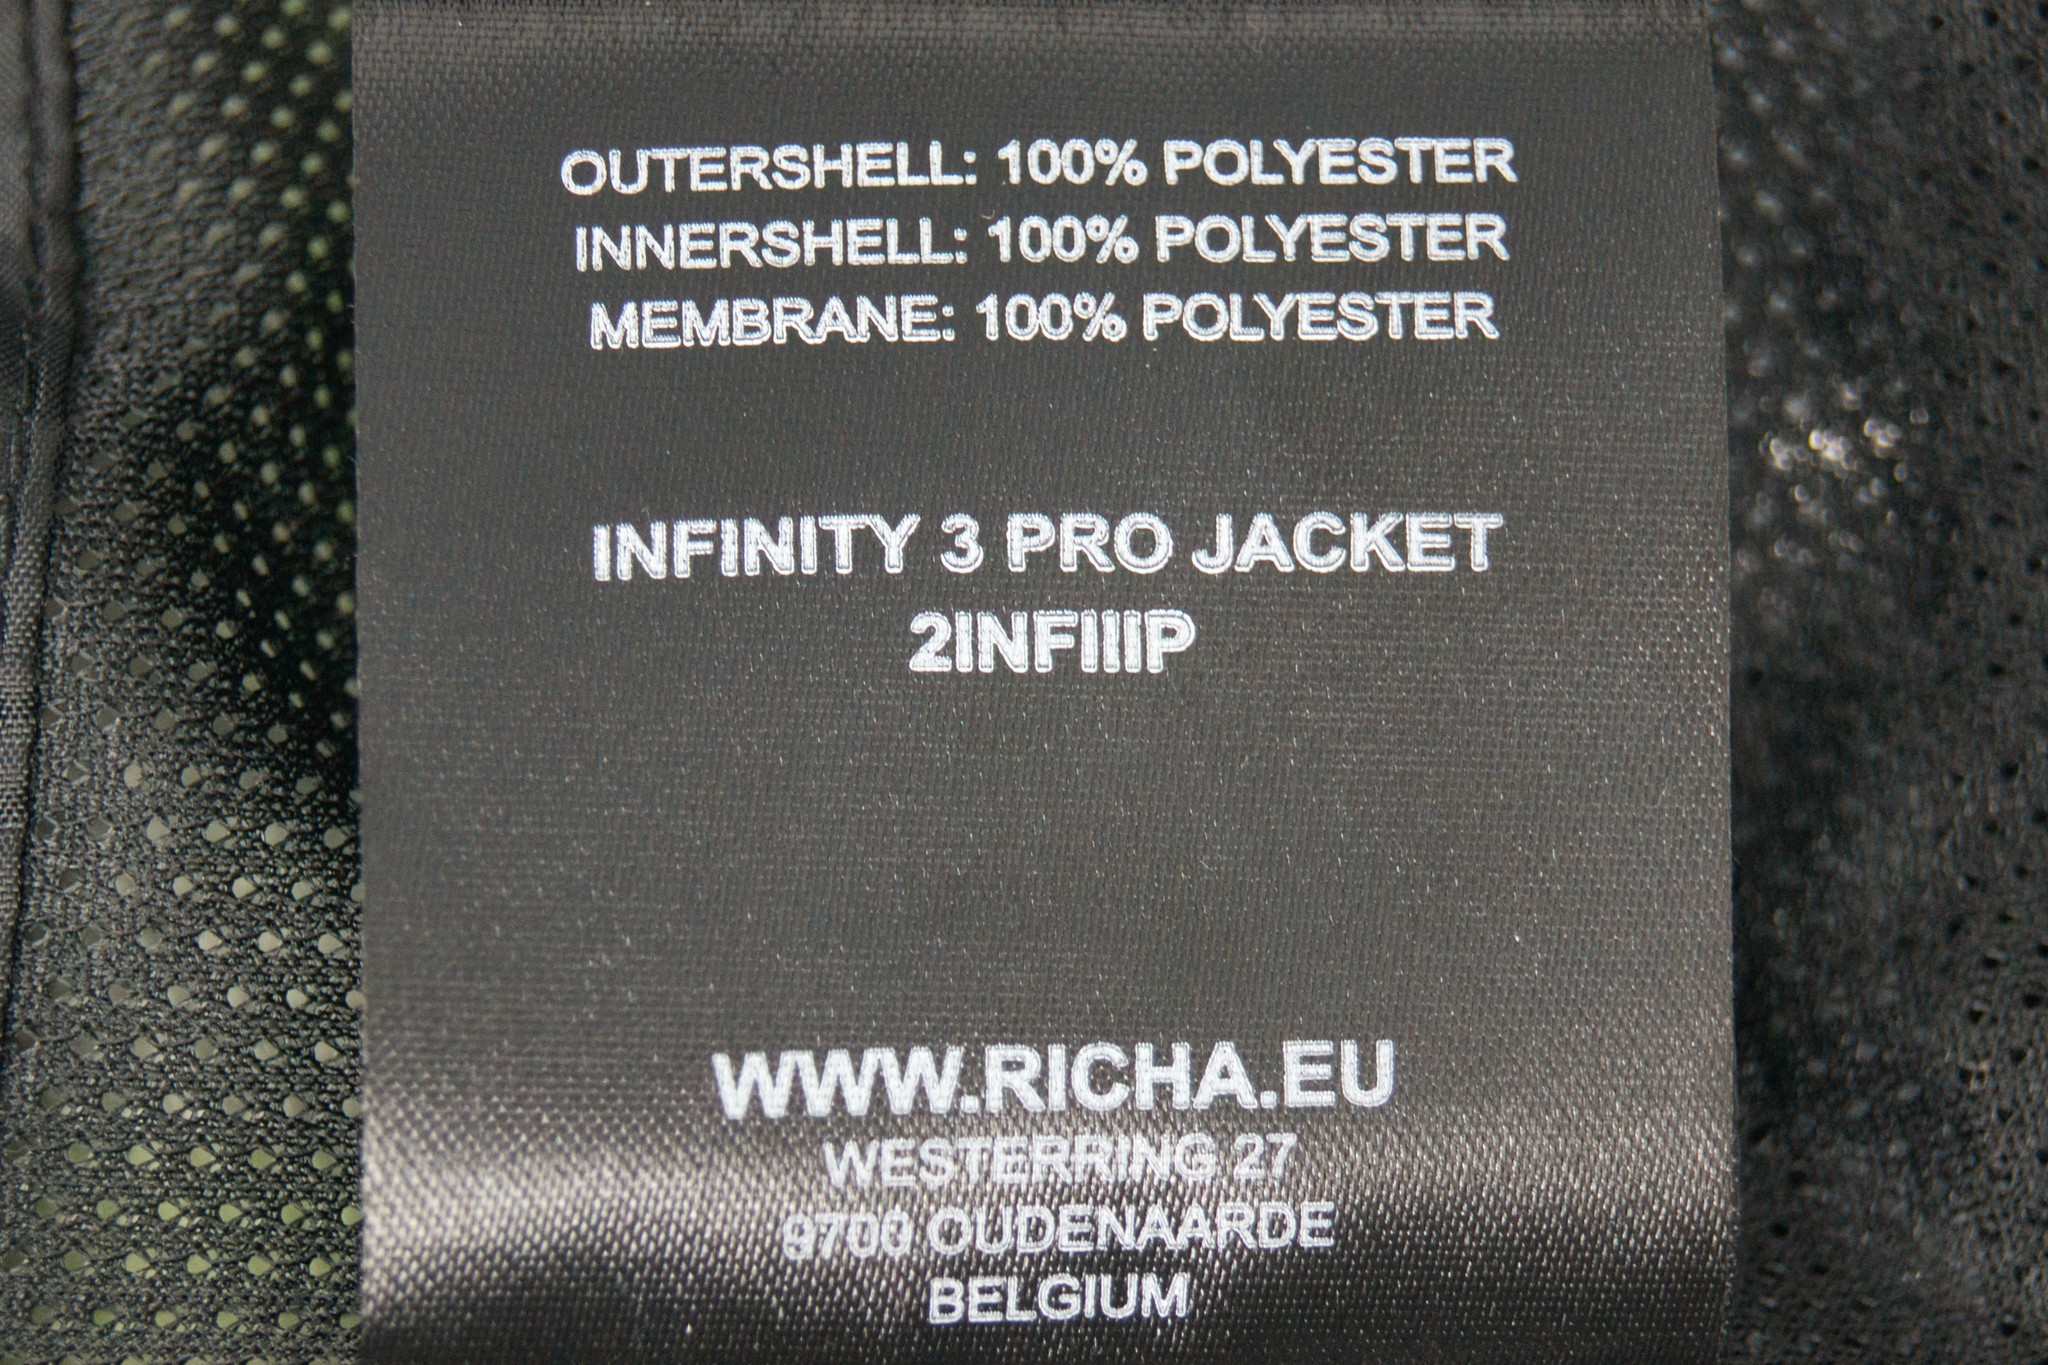 OUTERSHELL: 100% POLYESTER
INNERSHELL: 100% POLYESTER
MEMBRANE: 100% POLYESTER
INFINITY 3 PRO JACKET
2INFIIIP
WWW.RICHA.EU
WESTERRING 27
9700 OUDENAARDE
BELGIUM